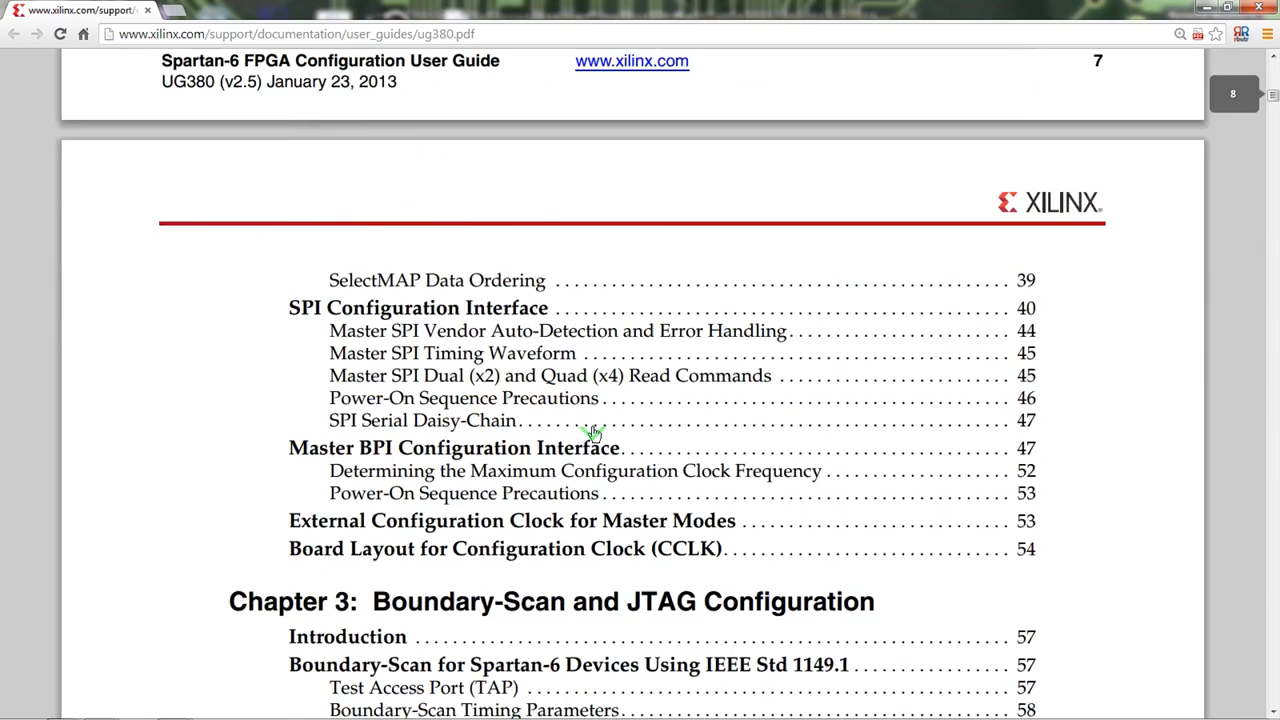 www.xilinx.com/support/
www.xilinx.com/support/documentation/user_guides/ug380.pdf
Spartan-6 FPGA Configuration User Guide www.xilinx.com 7
UG380 (v2.5) January 23, 2013
8
XILINX
SelectMAP Data Ordering . . . . . . . . . . . . . . . . . . . . . . . . . . . . . . . . . . . . . . . . . . . . . . . . . 39
SPI Configuration Interface . . . . . . . . . . . . . . . . . . . . . . . . . . . . . . . . . . . . . . . . . . . . . . . . . 40
Master SPI Vendor Auto-Detection and Error Handling. . . . . . . . . . . . . . . . . . . . . . . 44
Master SPI Timing Waveform . . . . . . . . . . . . . . . . . . . . . . . . . . . . . . . . . . . . . . . . . . . . . 45
Master SPI Dual (x2) and Quad (x4) Read Commands . . . . . . . . . . . . . . . . . . . . . . . . 45
Power-On Sequence Precautions . . . . . . . . . . . . . . . . . . . . . . . . . . . . . . . . . . . . . . . . . . . 46
SPI Serial Daisy-Chain. . . . . . . . . . . . . . . . . . . . . . . . . . . . . . . . . . . . . . . . . . . . . . . . . . . . 47
Master BPI Configuration Interface. . . . . . . . . . . . . . . . . . . . . . . . . . . . . . . . . . . . . . . . . 47
Determining the Maximum Configuration Clock Frequency . . . . . . . . . . . . . . . . . . . 52
Power-On Sequence Precautions . . . . . . . . . . . . . . . . . . . . . . . . . . . . . . . . . . . . . . . . . . . 53
External Configuration Clock for Master Modes . . . . . . . . . . . . . . . . . . . . . . . . . . . . 53
Board Layout for Configuration Clock (CCLK). . . . . . . . . . . . . . . . . . . . . . . . . . . . . . 54
Chapter 3: Boundary-Scan and JTAG Configuration
Introduction . . . . . . . . . . . . . . . . . . . . . . . . . . . . . . . . . . . . . . . . . . . . . . . . . . . . . . . . . . . . . . 57
Boundary-Scan for Spartan-6 Devices Using IEEE Std 1149.1 . . . . . . . . . . . . . . . . 57
Test Access Port (TAP) . . . . . . . . . . . . . . . . . . . . . . . . . . . . . . . . . . . . . . . . . . . . . . . . . . . . 57
Boundary-Scan Timing Parameters. . . . . . . . . . . . . . . . . . . . . . . . . . . . . . . . . . . . . . . . . 58